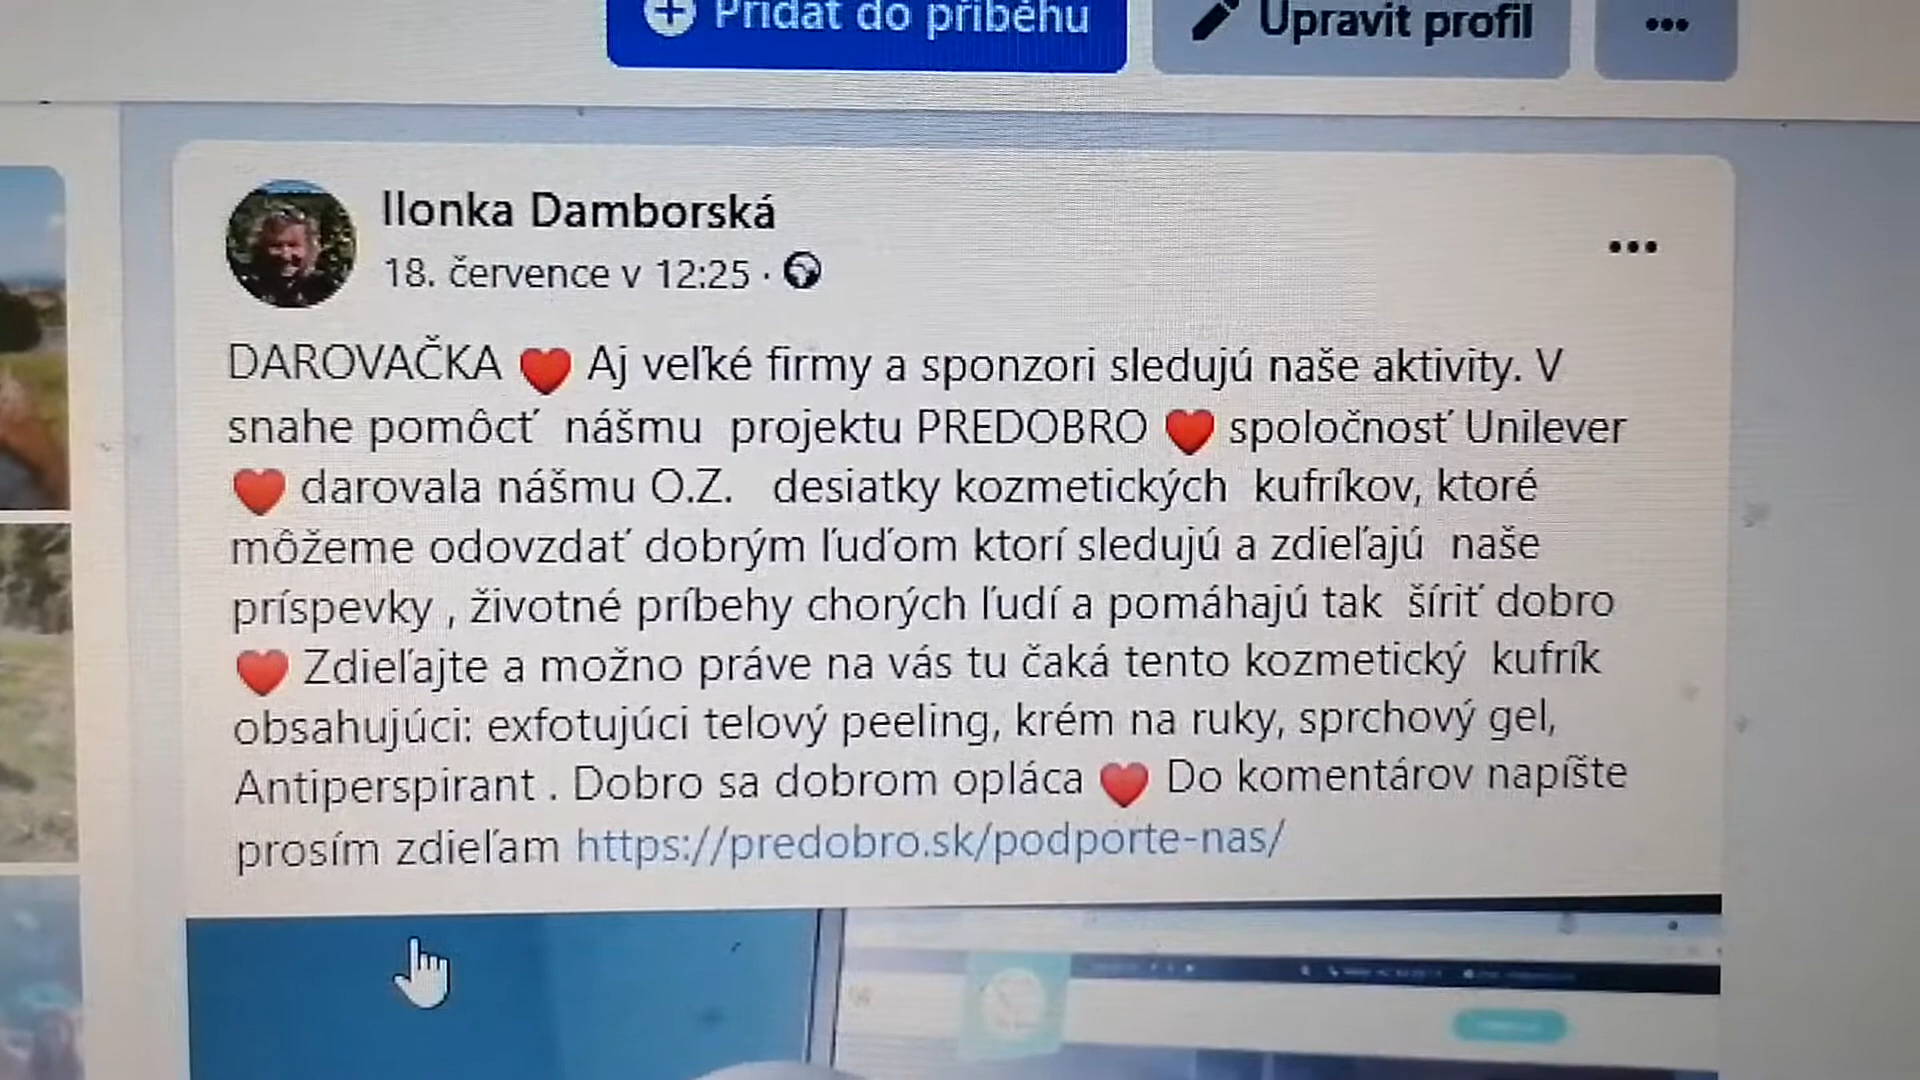 Přidat do příběhu
Upravit profil
Ilonka Damborská
18. července v 12:25 ·
DAROVAČKA ❤ Aj veľké firmy a sponzori sledujú naše aktivity. V
snahe pomôcť nášmu projektu PREDOBRO ❤ spoločnosť Unilever
❤ darovala nášmu O.Z. desiatky kozmetických kufríkov, ktoré
môžeme odovzdať dobrým ľuďom ktorí sledujú a zdieľajú naše
príspevky , životné príbehy chorých ľudí a pomáhajú tak šíriť dobro
❤ Zdieľajte a možno práve na vás tu čaká tento kozmetický kufrík
obsahujúci: exfotujúci telový peeling, krém na ruky, sprchový gel,
Antiperspirant . Dobro sa dobrom opláca ❤ Do komentárov napíšte
prosím zdieľam https://predobro.sk/podporte-nas/